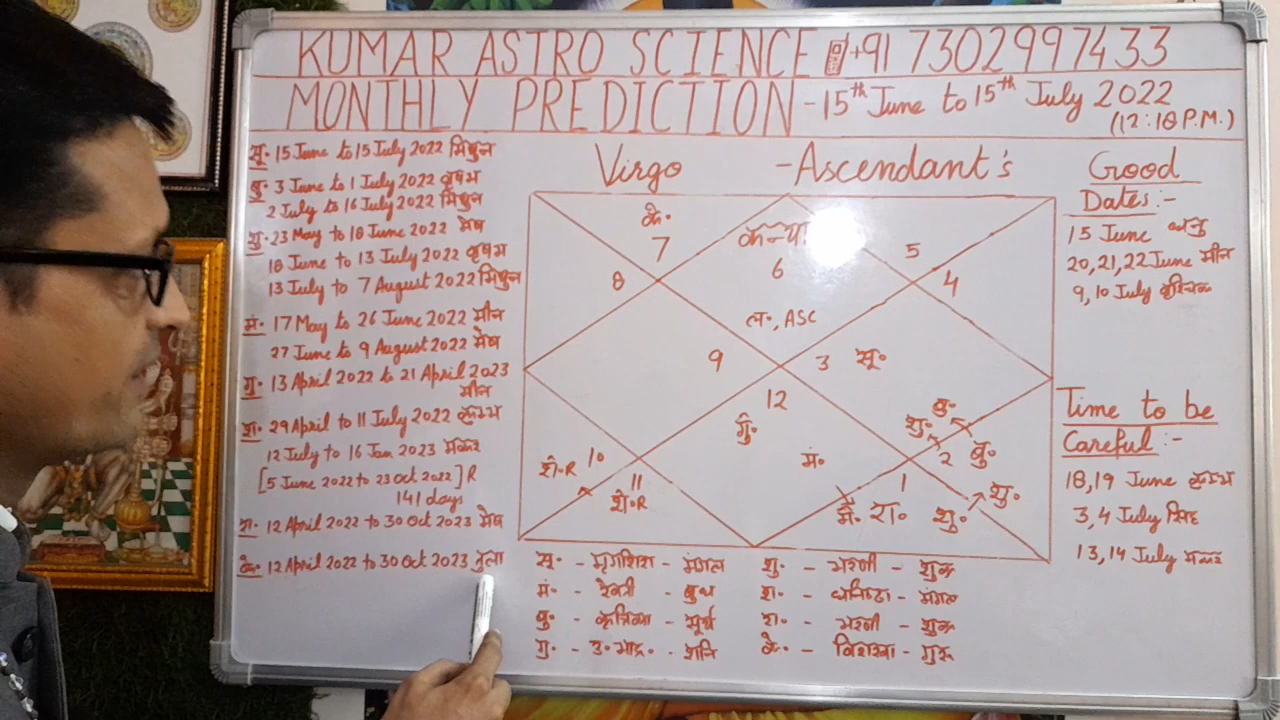 KUMAR ASTRO SCIENCE +91 7302997433
MONTHLY PREDICTION - 15th June to 15th July 2022
(12:18 P.M.)
सू॰ 15 June to 15 July 2022 मिथुन
बु॰ 3 June to 1 July 2022 वृषभ
2 July to 16 July 2022 मिथुन
शु॰ 23 May to 18 June 2022 मेष
18 June to 13 July 2022 वृषभ
13 July to 7 August 2022 मिथुन
मं॰ 17 May to 26 June 2022 मीन
27 June to 9 August 2022 मेष
गु॰ 13 April 2022 to 21 April 2023
मीन
श॰ 29 April to 11 July 2022 कुम्भ
12 July to 16 Jan 2023 मकर
[5 June 2022 to 23 Oct 2022] R
141 days
रा॰ 12 April 2022 to 30 Oct 2023 मेष
के॰ 12 April 2022 to 30 Oct 2023 तुला
Virgo - Ascendant's
के॰
7
कन्या
6
5
8
4
ल॰, ASC
9
3 सू॰
12
गु॰
बु॰
शु॰
2 बु॰
मं॰
श॰R 10
11
श॰R
1
मं॰ रा॰ शु॰
शु॰
सू॰ - मृगशिरा - मंगल
मं॰ - रेवती - बुध
बु॰ - कृत्तिका - सूर्य
गु॰ - उ॰भाद्र॰ - शनि
शु॰ - भरणी - शुक्र
श॰ - धनिष्ठा - मंगल
रा॰ - भरणी - शुक्र
के॰ - विशाखा - गुरु
Good
Dates:-
15 June धनु
20,21,22 June मीन
9,10 July वृश्चिक
Time to be
Careful:-
18,19 June कुम्भ
3,4 July सिंह
13,14 July मकर